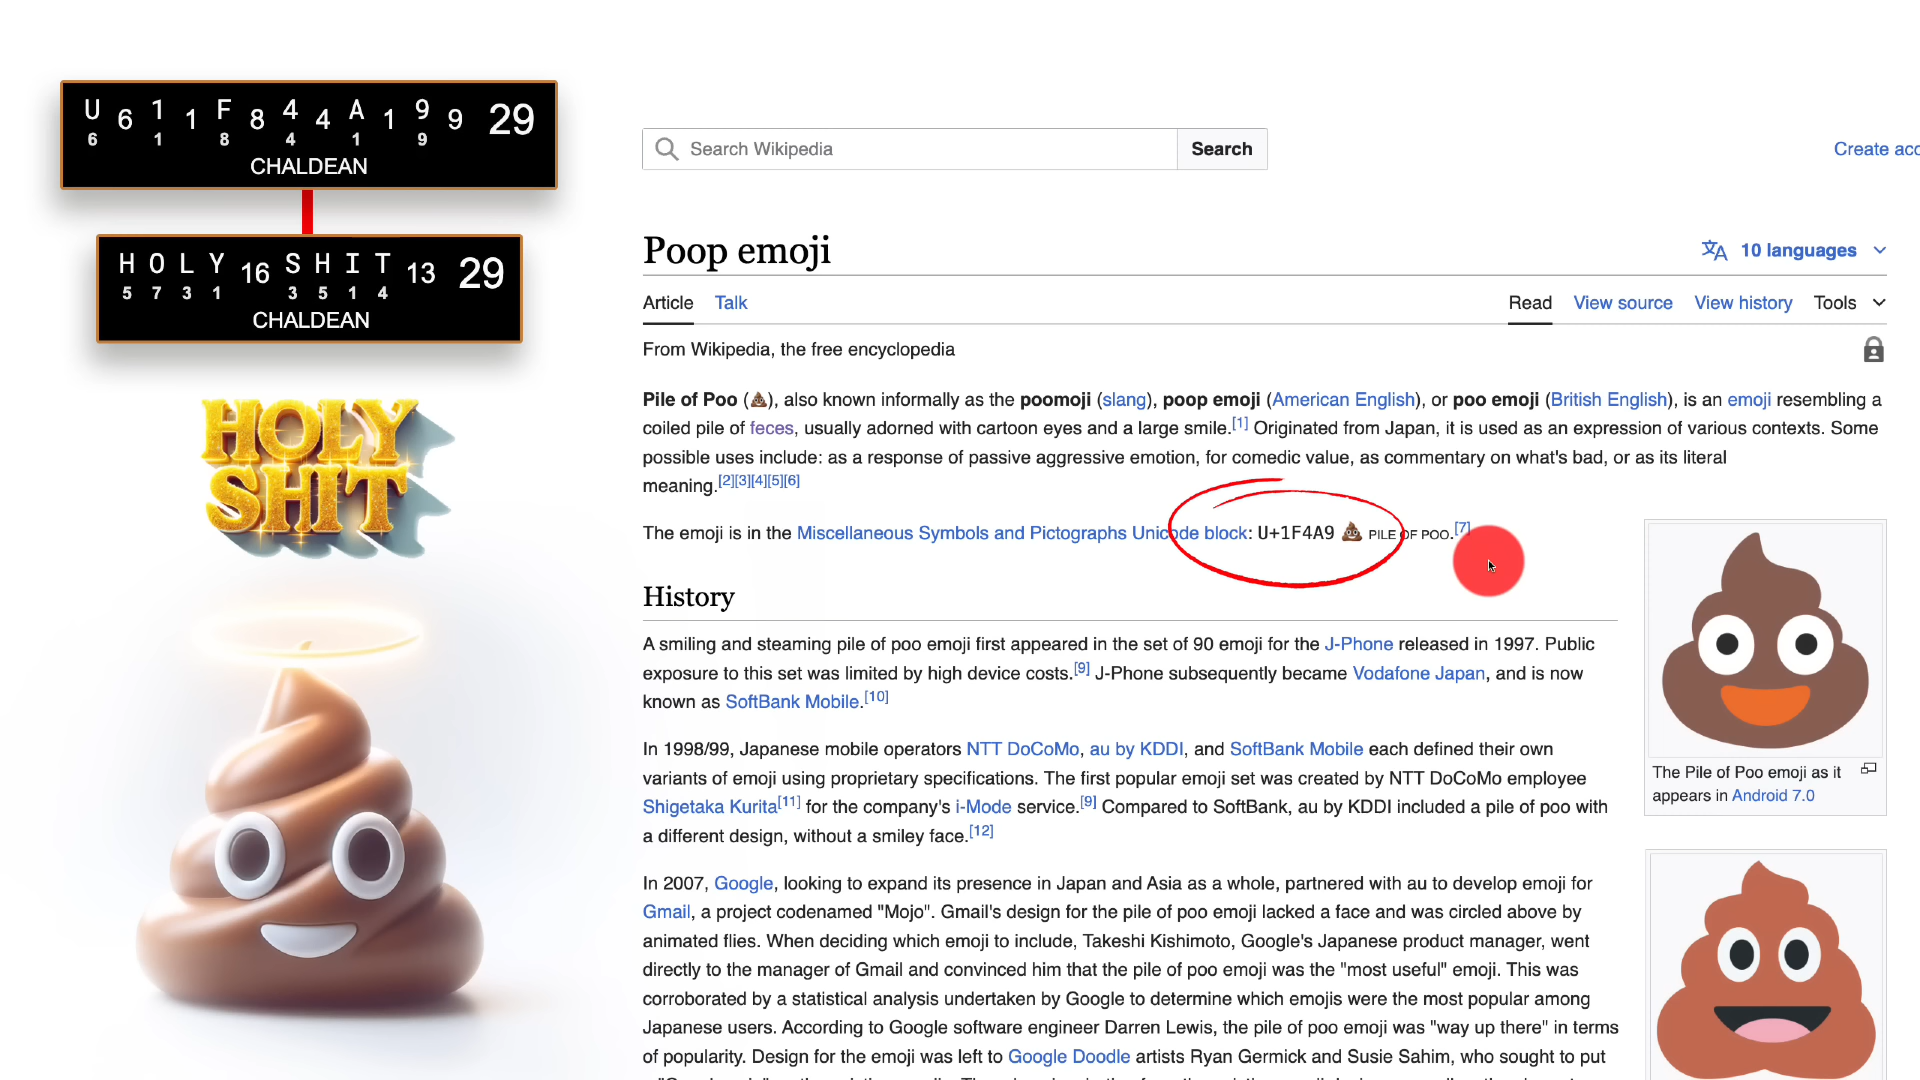 U 6 1 1 F 8 4 4 A 1 9 9 29
6 1 8 4 1 9
CHALDEAN
H O L Y 16 S H I T 13 29
5 7 3 1 3 5 1 4
CHALDEAN
HOLY
SHIT
Search Wikipedia
Search
Create acc
Poop emoji
10 languages
Article Talk
Read View source View history Tools
From Wikipedia, the free encyclopedia
Pile of Poo (💩), also known informally as the poomoji (slang), poop emoji (American English), or poo emoji (British English), is an emoji resembling a
coiled pile of feces, usually adorned with cartoon eyes and a large smile.[1] Originated from Japan, it is used as an expression of various contexts. Some
possible uses include: as a response of passive aggressive emotion, for comedic value, as commentary on what's bad, or as its literal
meaning.[2][3][4][5][6]
The emoji is in the Miscellaneous Symbols and Pictographs Unicode block: U+1F4A9 💩 PILE OF POO.[7]
History
A smiling and steaming pile of poo emoji first appeared in the set of 90 emoji for the J-Phone released in 1997. Public
exposure to this set was limited by high device costs.[9] J-Phone subsequently became Vodafone Japan, and is now
known as SoftBank Mobile.[10]
In 1998/99, Japanese mobile operators NTT DoCoMo, au by KDDI, and SoftBank Mobile each defined their own
variants of emoji using proprietary specifications. The first popular emoji set was created by NTT DoCoMo employee
Shigetaka Kurita[11] for the company's i-Mode service.[9] Compared to SoftBank, au by KDDI included a pile of poo with
a different design, without a smiley face.[12]
In 2007, Google, looking to expand its presence in Japan and Asia as a whole, partnered with au to develop emoji for
Gmail, a project codenamed "Mojo". Gmail's design for the pile of poo emoji lacked a face and was circled above by
animated flies. When deciding which emoji to include, Takeshi Kishimoto, Google's Japanese product manager, went
directly to the manager of Gmail and convinced him that the pile of poo emoji was the "most useful" emoji. This was
corroborated by a statistical analysis undertaken by Google to determine which emojis were the most popular among
Japanese users. According to Google software engineer Darren Lewis, the pile of poo emoji was "way up there" in terms
of popularity. Design for the emoji was left to Google Doodle artists Ryan Germick and Susie Sahim, who sought to put
The Pile of Poo emoji as it
appears in Android 7.0